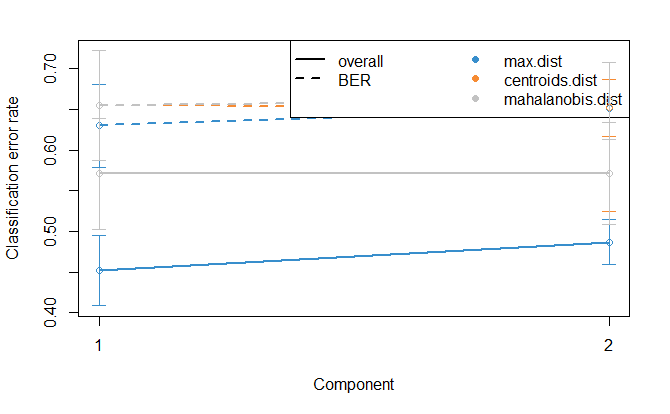 overall
BER
max.dist
centroids.dist
mahalanobis.dist
Classification error rate
0.70
0.60
0.50
0.40
1
2
Component